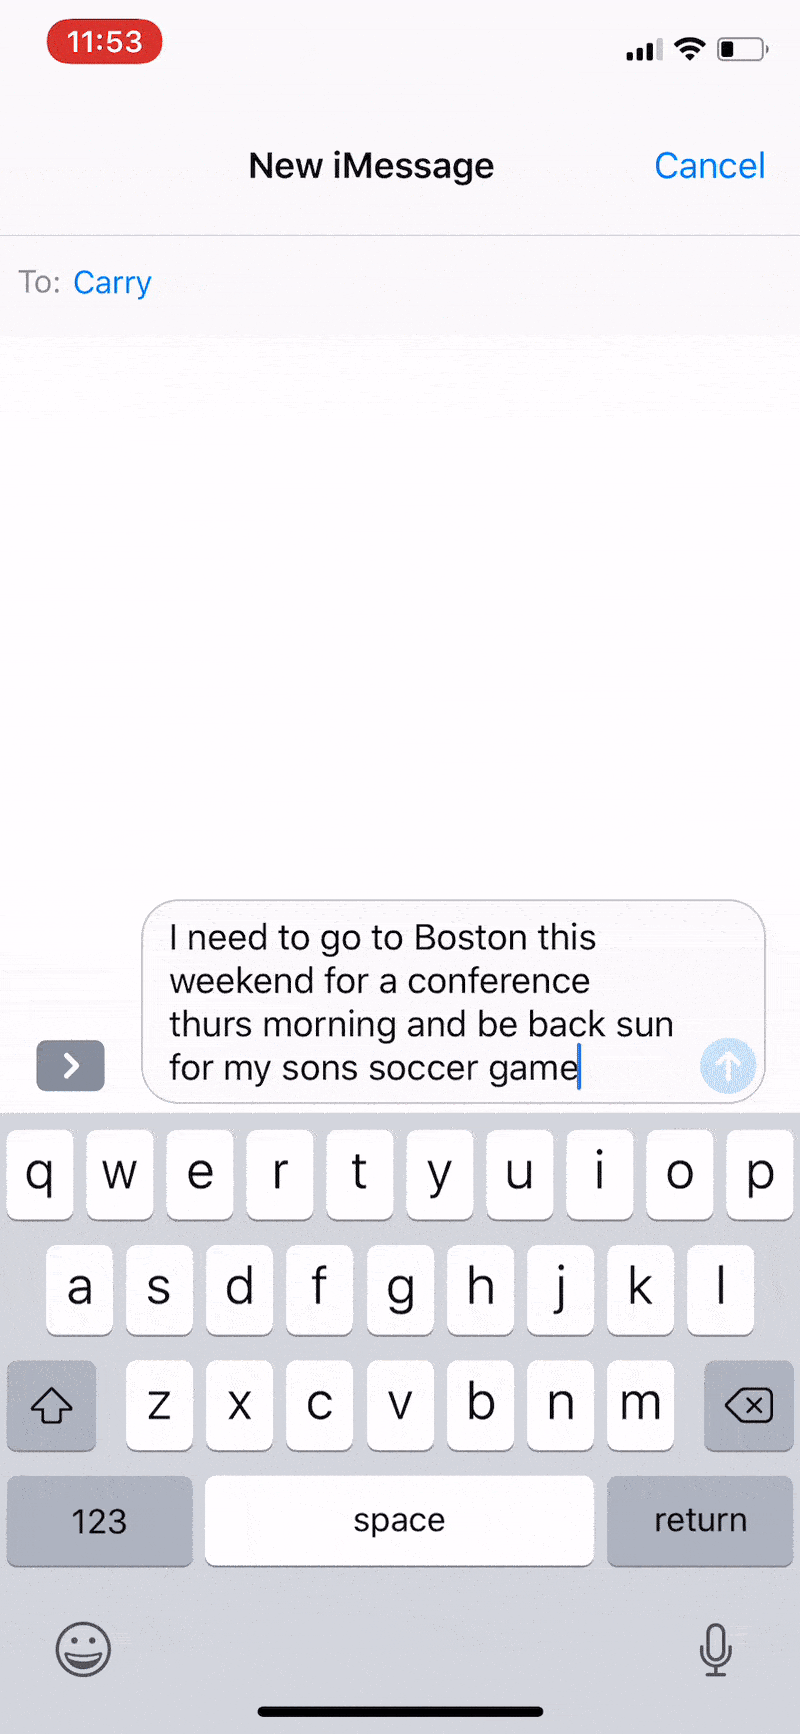 11:53
New iMessage
Cancel
To: Carry
I need to go to Boston this
weekend for a conference
thurs morning and be back sun
for my sons soccer game
q w e r t y u i o p
a s d f g h j k l
z x c v b n m
123 space return